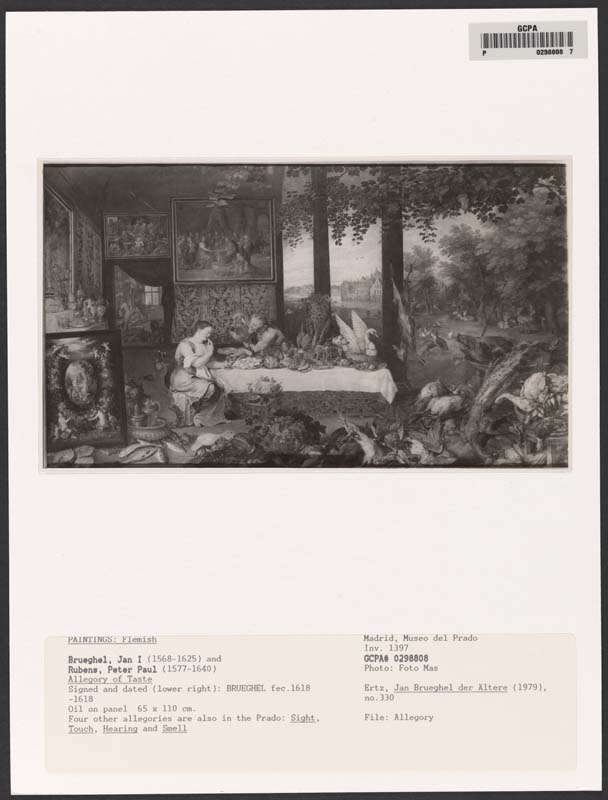 GCPA
P 0298808 7
PAINTINGS: Flemish
Brueghel, Jan I (1568-1625) and
Rubens, Peter Paul (1577-1640)
Allegory of Taste
Signed and dated (lower right): BRUEGHEL fec.1618
-1618
Oil on panel 65 x 110 cm.
Four other allegories are also in the Prado: Sight,
Touch, Hearing and Smell
Madrid, Museo del Prado
Inv. 1397
GCPA# 0298808
Photo: Foto Mas
Ertz, Jan Brueghel der Ältere (1979),
no.330
File: Allegory